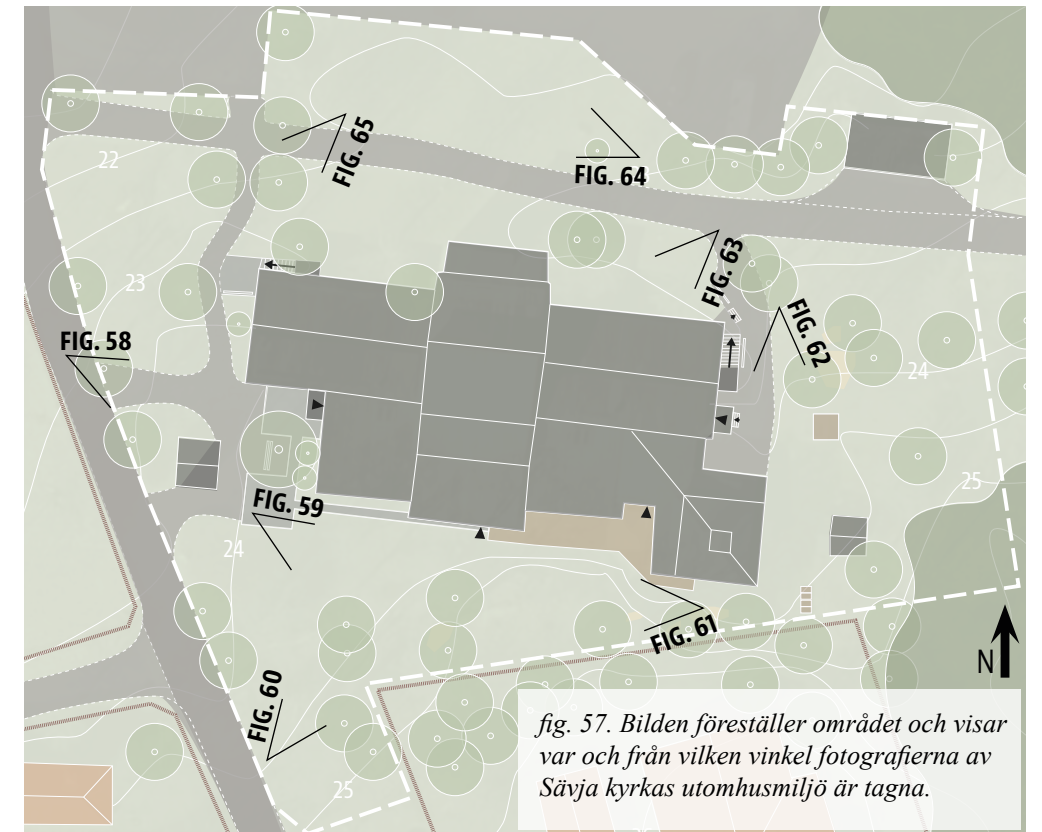 FIG. 65
22
FIG. 64
FIG. 63
23
FIG. 58
FIG. 62
24
25
FIG. 59
24
FIG. 61
FIG. 60
N
25
fig. 57. Bilden föreställer området och visar
var och från vilken vinkel fotografierna av
Sävja kyrkas utomhusmiljö är tagna.